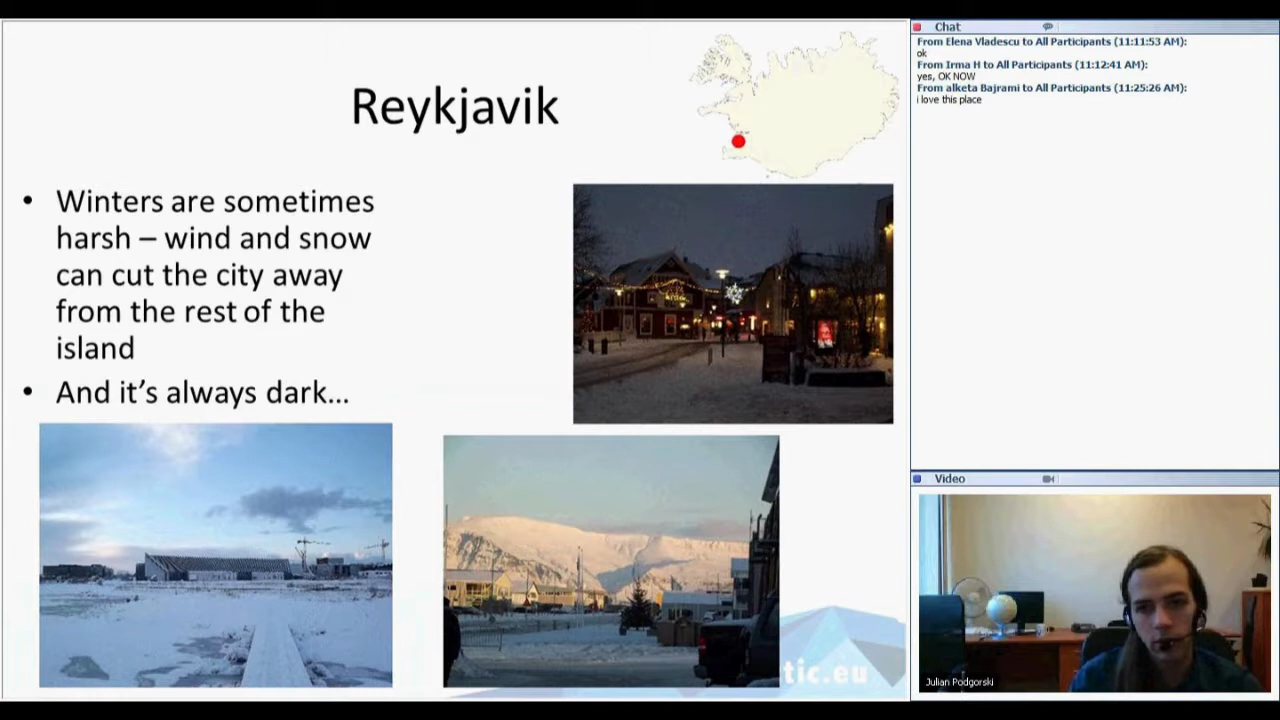 Reykjavik
• Winters are sometimes
harsh – wind and snow
can cut the city away
from the rest of the
island
• And it's always dark...
tic.eu
Chat
From Elena Vladescu to All Participants (11:11:53 AM):
ok
From Irma H to All Participants (11:12:41 AM):
yes, OK NOW
From alketa Bajrami to All Participants (11:25:26 AM):
i love this place
Video
Julian Podgorski